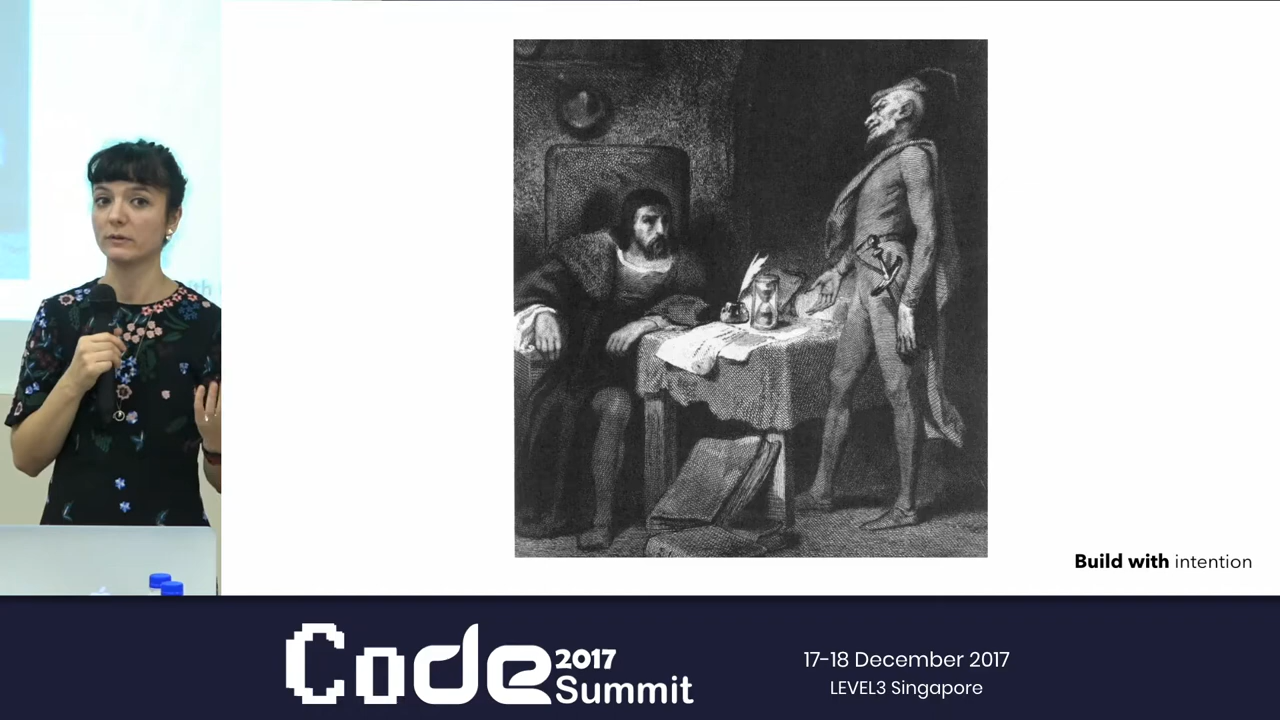 Build with intention
Code 2017 Summit
17-18 December 2017
LEVEL3 Singapore